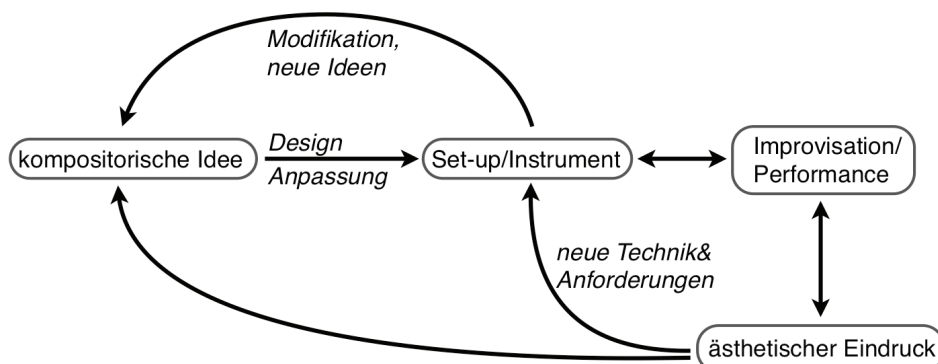 Modifikation,
neue Ideen
kompositorische Idee
Design
Anpassung
Set-up/Instrument
Improvisation/
Performance
neue Technik&
Anforderungen
ästhetischer Eindruck